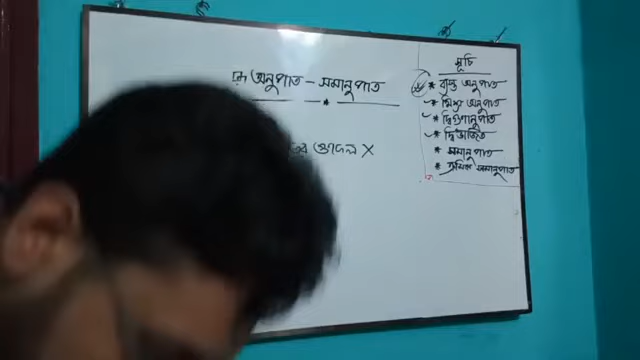 অনুপাত - সমানুপাত
গুদেল X
সূচি
* ব্যস্ত অনুপাত
* মিশ্র অনুপাত
* দ্বিগুণানুপাত
* দ্বিভাজিত
* সমানুপাত
* ক্রমিক সমানুপাত